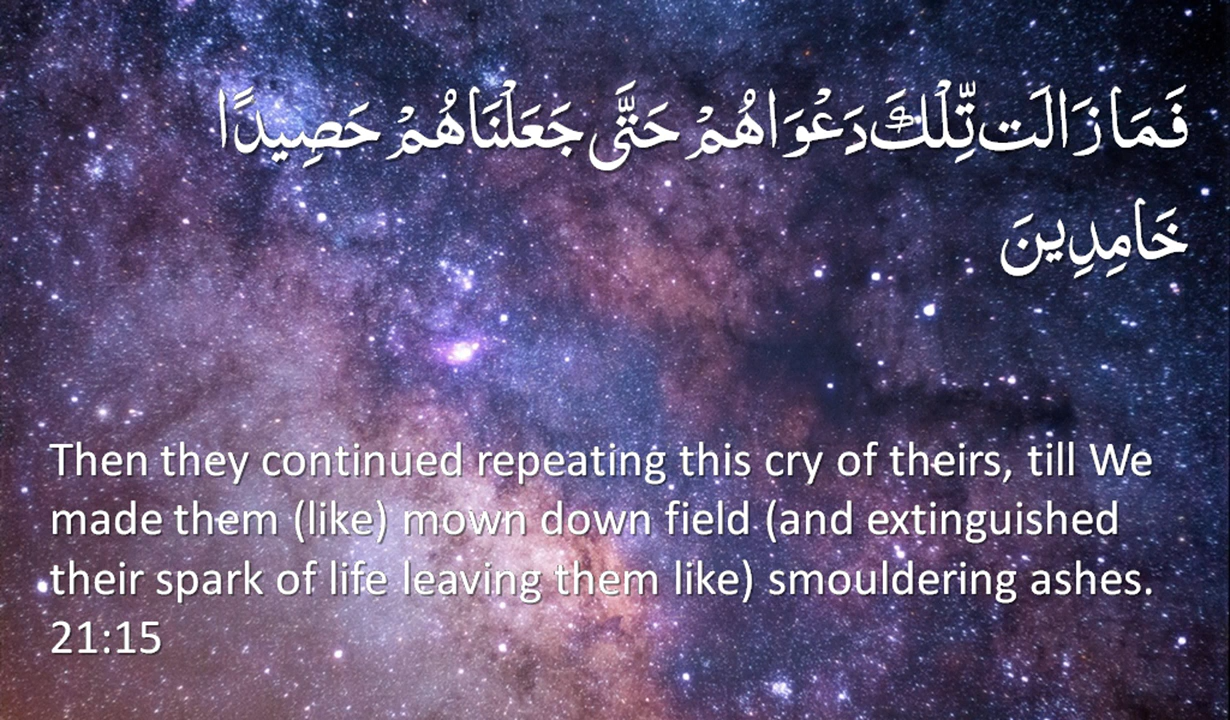 فَمَا زَالَت تِّلْكَ دَعْوَاهُمْ حَتَّى جَعَلْنَاهُمْ حَصِيدًا
خَامِدِينَ
Then they continued repeating this cry of theirs, till We
made them (like) mown down field (and extinguished
their spark of life leaving them like) smouldering ashes.
21:15